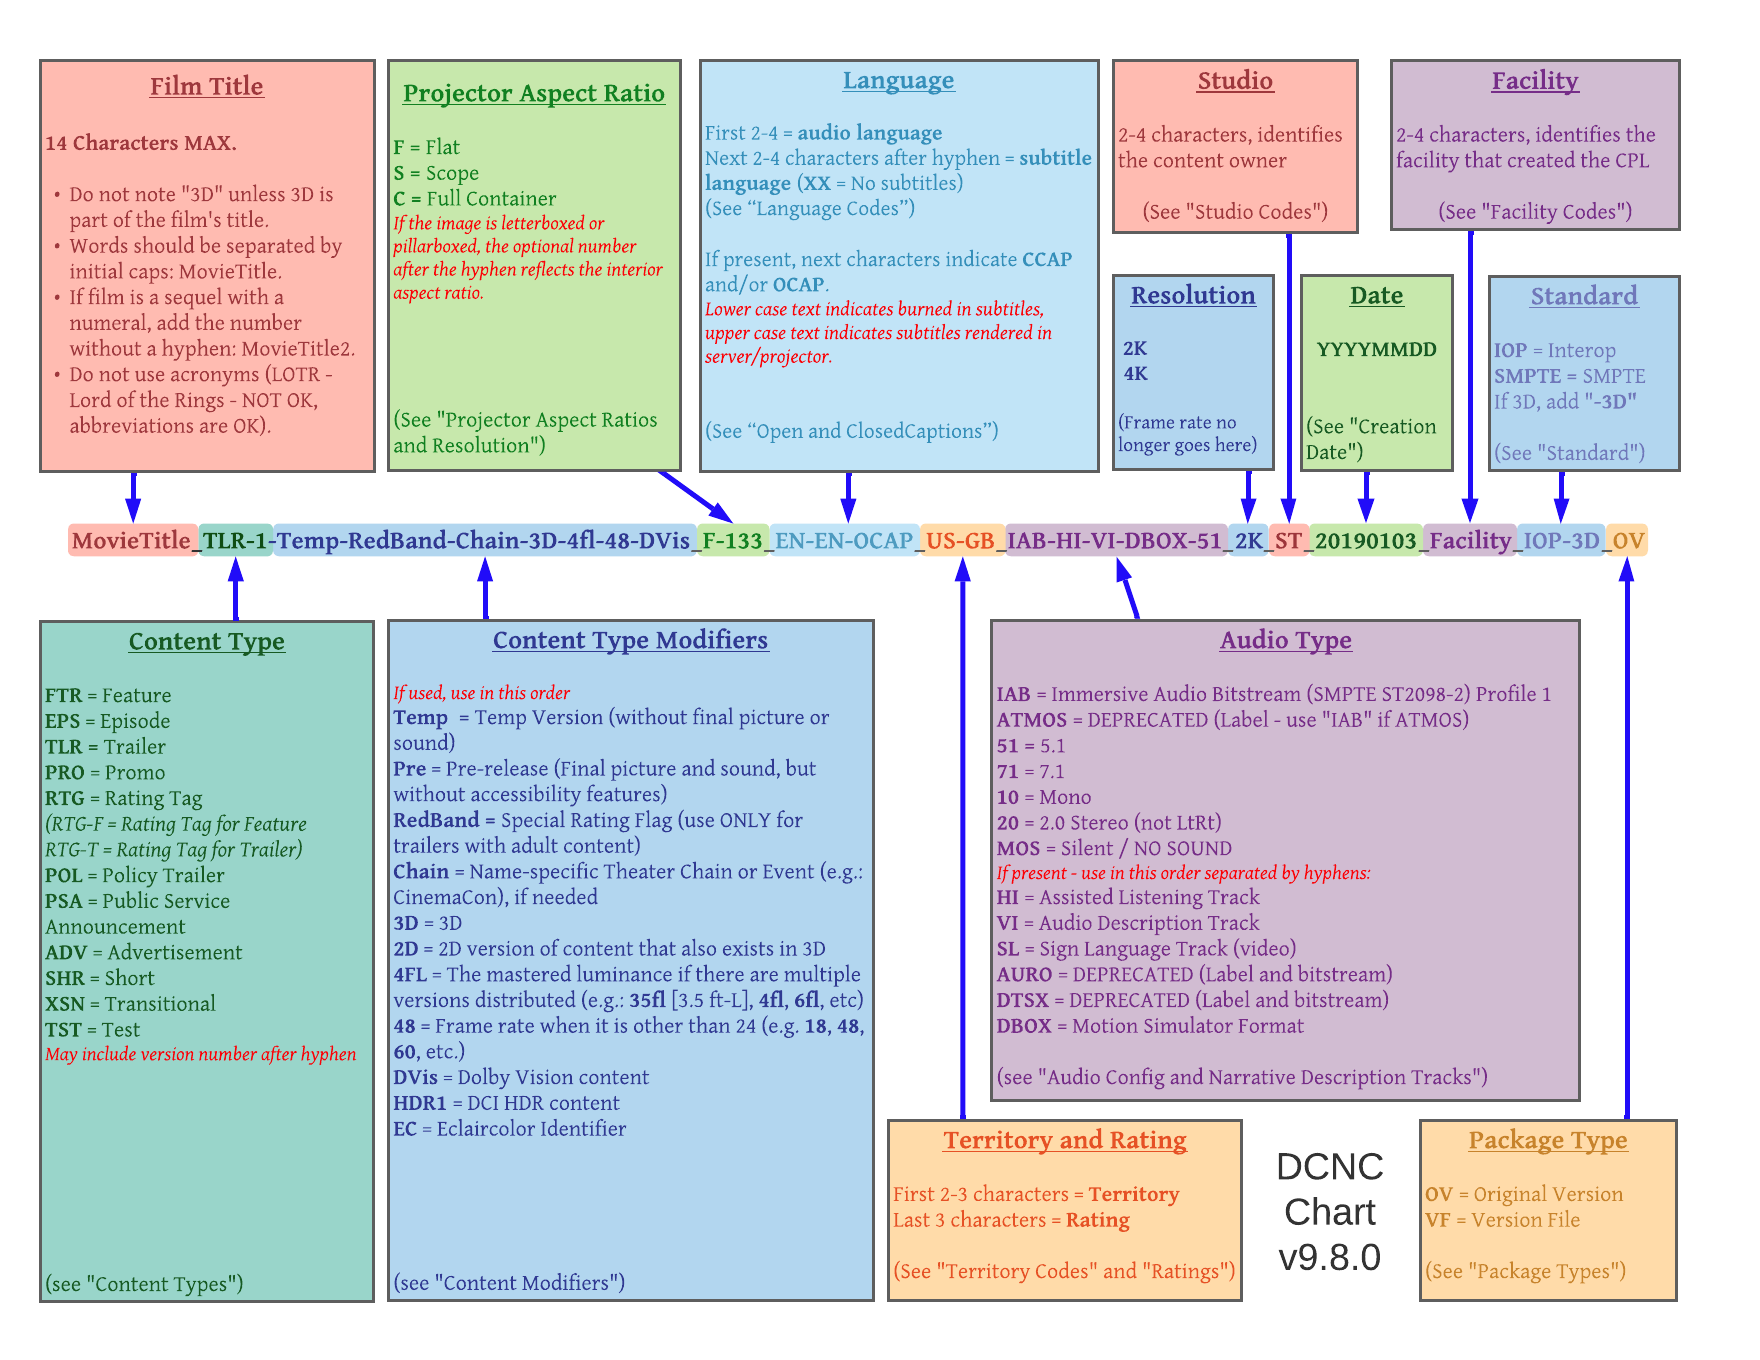 Film Title
14 Characters MAX.
• Do not note "3D" unless 3D is
part of the film's title.
• Words should be separated by
initial caps: MovieTitle.
• If film is a sequel with a
numeral, add the number
without a hyphen: MovieTitle2.
• Do not use acronyms (LOTR -
Lord of the Rings - NOT OK,
abbreviations are OK).
Projector Aspect Ratio
F = Flat
S = Scope
C = Full Container
If the image is letterboxed or
pillarboxed, the optional number
after the hyphen reflects the interior
aspect ratio.
(See "Projector Aspect Ratios
and Resolution")
Language
First 2-4 = audio language
Next 2-4 characters after hyphen = subtitle
language (XX = No subtitles)
(See “Language Codes”)
If present, next characters indicate CCAP
and/or OCAP.
Lower case text indicates burned in subtitles,
upper case text indicates subtitles rendered in
server/projector.
(See “Open and ClosedCaptions”)
Studio
2-4 characters, identifies
the content owner
(See "Studio Codes")
Facility
2-4 characters, identifies the
facility that created the CPL
(See "Facility Codes")
Resolution
2K
4K
(Frame rate no
longer goes here)
Date
YYYYMMDD
(See "Creation
Date")
Standard
IOP = Interop
SMPTE = SMPTE
If 3D, add "-3D"
(See "Standard")
MovieTitle_TLR-1-Temp-RedBand-Chain-3D-4fl-48-DVis_F-133_EN-EN-OCAP_US-GB_IAB-HI-VI-DBOX-51_2K_ST_20190103_Facility_IOP-3D_OV
Content Type
FTR = Feature
EPS = Episode
TLR = Trailer
PRO = Promo
RTG = Rating Tag
(RTG-F = Rating Tag for Feature
RTG-T = Rating Tag for Trailer)
POL = Policy Trailer
PSA = Public Service
Announcement
ADV = Advertisement
SHR = Short
XSN = Transitional
TST = Test
May include version number after hyphen
(see "Content Types")
Content Type Modifiers
If used, use in this order
Temp = Temp Version (without final picture or
sound)
Pre = Pre-release (Final picture and sound, but
without accessibility features)
RedBand = Special Rating Flag (use ONLY for
trailers with adult content)
Chain = Name-specific Theater Chain or Event (e.g.:
CinemaCon), if needed
3D = 3D
2D = 2D version of content that also exists in 3D
4FL = The mastered luminance if there are multiple
versions distributed (e.g.: 35fl [3.5 ft-L], 4fl, 6fl, etc)
48 = Frame rate when it is other than 24 (e.g. 18, 48,
60, etc.)
DVis = Dolby Vision content
HDR1 = DCI HDR content
EC = Eclaircolor Identifier
(see "Content Modifiers")
Audio Type
IAB = Immersive Audio Bitstream (SMPTE ST2098-2) Profile 1
ATMOS = DEPRECATED (Label - use "IAB" if ATMOS)
51 = 5.1
71 = 7.1
10 = Mono
20 = 2.0 Stereo (not LtRt)
MOS = Silent / NO SOUND
If present - use in this order separated by hyphens:
HI = Assisted Listening Track
VI = Audio Description Track
SL = Sign Language Track (video)
AURO = DEPRECATED (Label and bitstream)
DTSX = DEPRECATED (Label and bitstream)
DBOX = Motion Simulator Format
(see "Audio Config and Narrative Description Tracks")
Territory and Rating
First 2-3 characters = Territory
Last 3 characters = Rating
(See "Territory Codes" and "Ratings")
DCNC
Chart
v9.8.0
Package Type
OV = Original Version
VF = Version File
(See "Package Types")